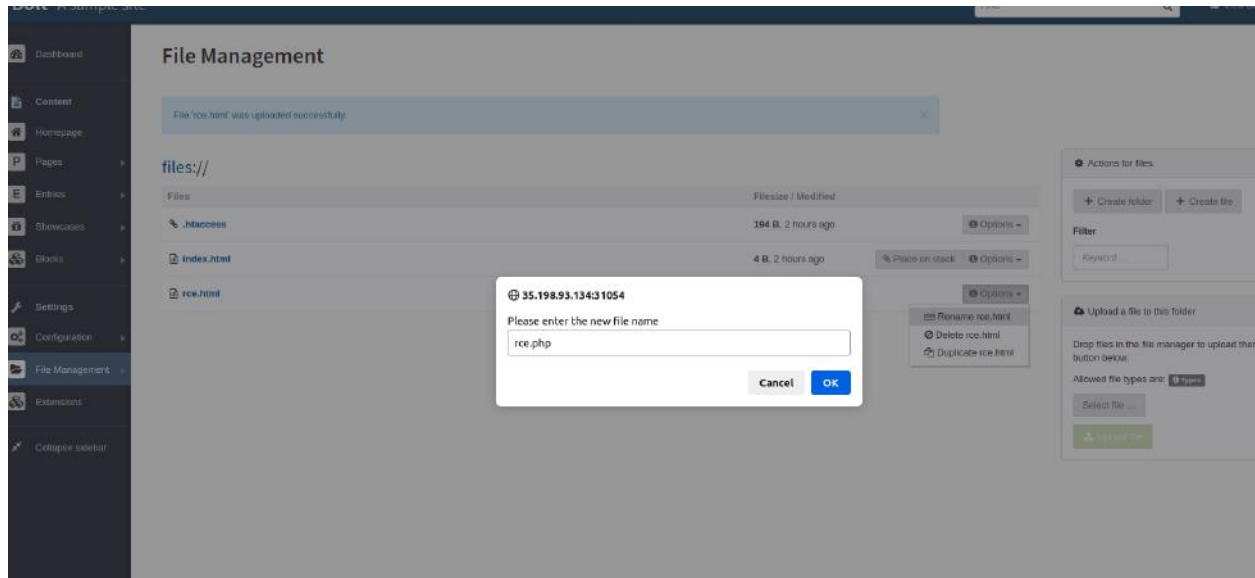 Bolt A sample site
Dashboard
Content
Homepage
Pages
Entries
Showcases
Blocks
Settings
Configuration
File Management
Extensions
Collapse sidebar
File Management
File 'rce.html' was uploaded successfully.
files://
Files Filesize / Modified
.htaccess 194 B, 2 hours ago Options
index.html 4 B, 2 hours ago Place on stack Options
rce.html Options
Rename rce.html
Delete rce.html
Duplicate rce.html
35.198.93.134:31054
Please enter the new file name
rce.php
Cancel OK
Actions for files
Create folder Create file
Filter
Keyword ...
Upload a file to this folder
Drop files in the file manager to upload
button below.
Allowed file types are: Types
Select file ...
Upload file